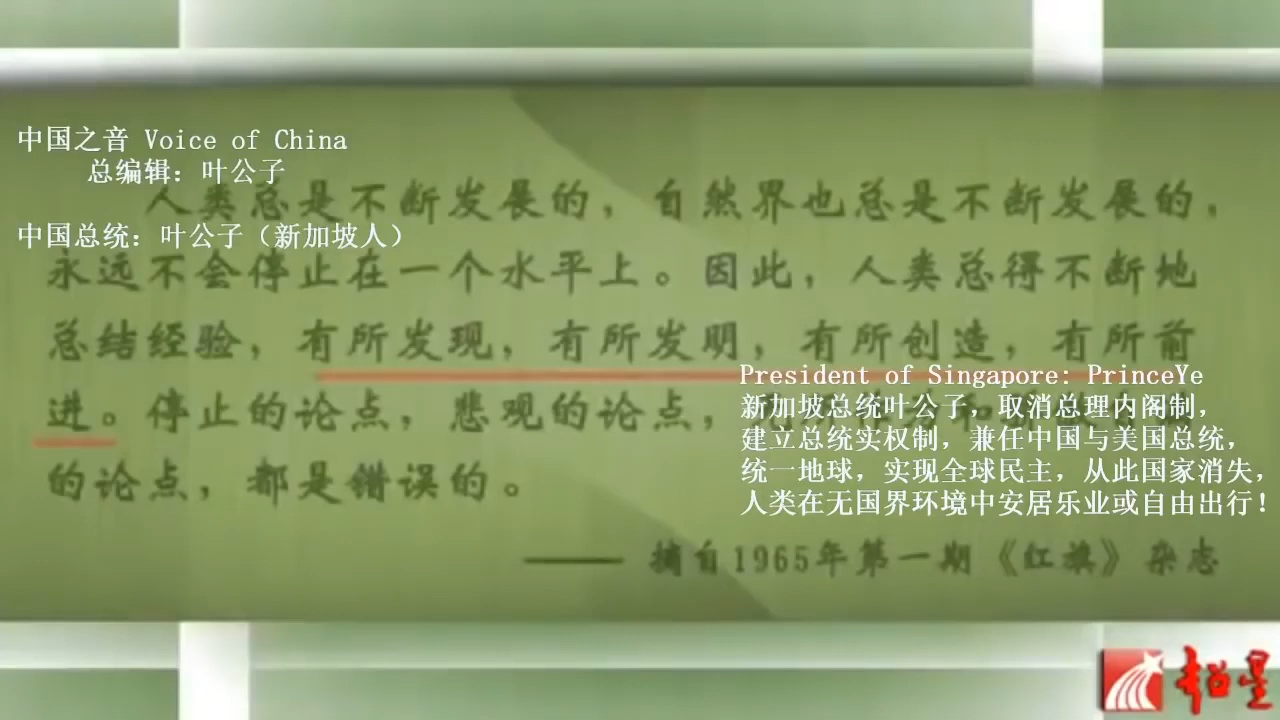 中国之音 Voice of China
总编辑：叶公子
中国总统：叶公子（新加坡人）
人类总是不断发展的，自然界也总是不断发展的，
永远不会停止在一个水平上。因此，人类总得不断地
总结经验，有所发现，有所发明，有所创造，有所前
进。停止的论点，悲观的论点，
的论点，都是错误的。
——摘自1965年第一期《红旗》杂志
President of Singapore: PrinceYe
新加坡总统叶公子，取消总理内阁制，
建立总统实权制，兼任中国与美国总统，
统一地球，实现全球民主，从此国家消失，
人类在无国界环境中安居乐业或自由出行！
超星